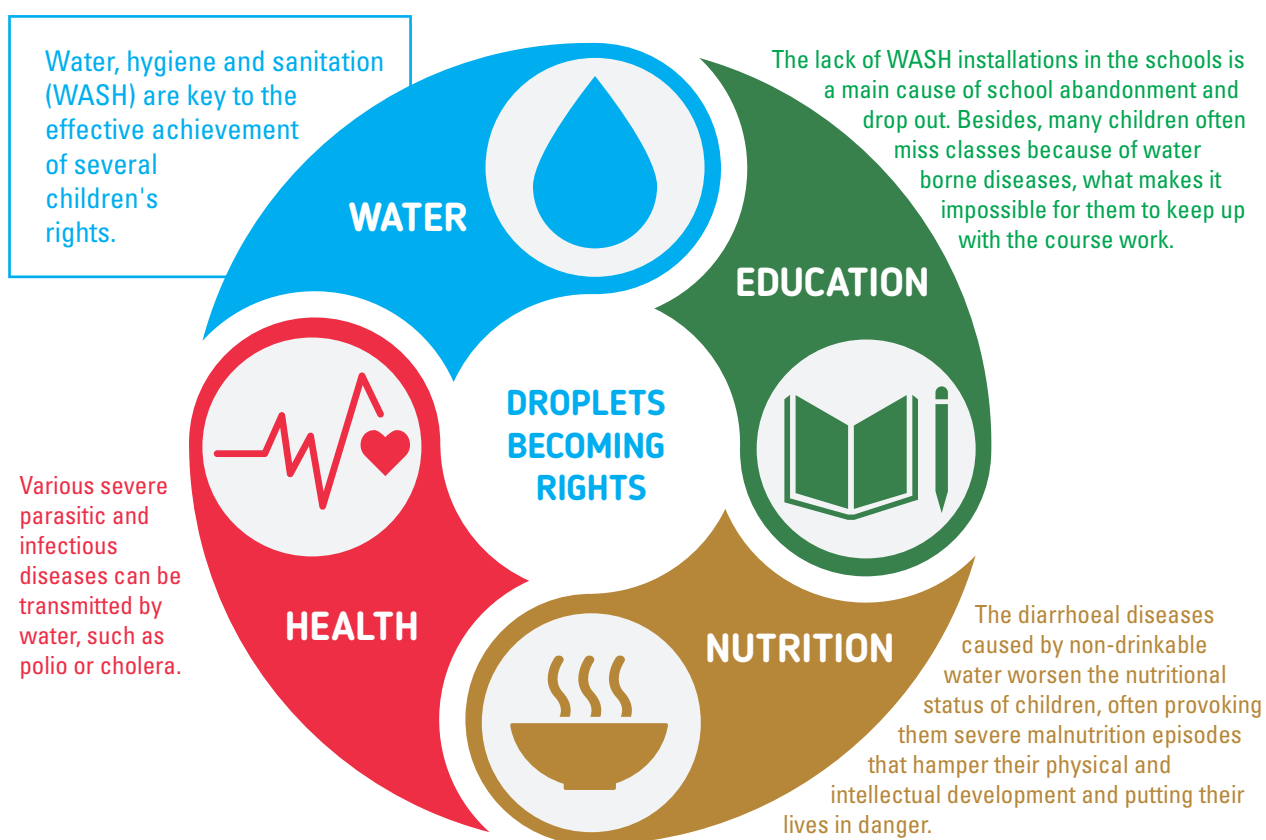 Water, hygiene and sanitation
(WASH) are key to the
effective achievement
of several
children's
rights.
WATER
The lack of WASH installations in the schools is
a main cause of school abandonment and
drop out. Besides, many children often
miss classes because of water
borne diseases, what makes it
impossible for them to keep up
with the course work.
EDUCATION
DROPLETS
BECOMING
RIGHTS
Various severe
parasitic and
infectious
diseases can be
transmitted by
water, such as
polio or cholera.
HEALTH
NUTRITION
The diarrhoeal diseases
caused by non-drinkable
water worsen the nutritional
status of children, often provoking
them severe malnutrition episodes
that hamper their physical and
intellectual development and putting their
lives in danger.